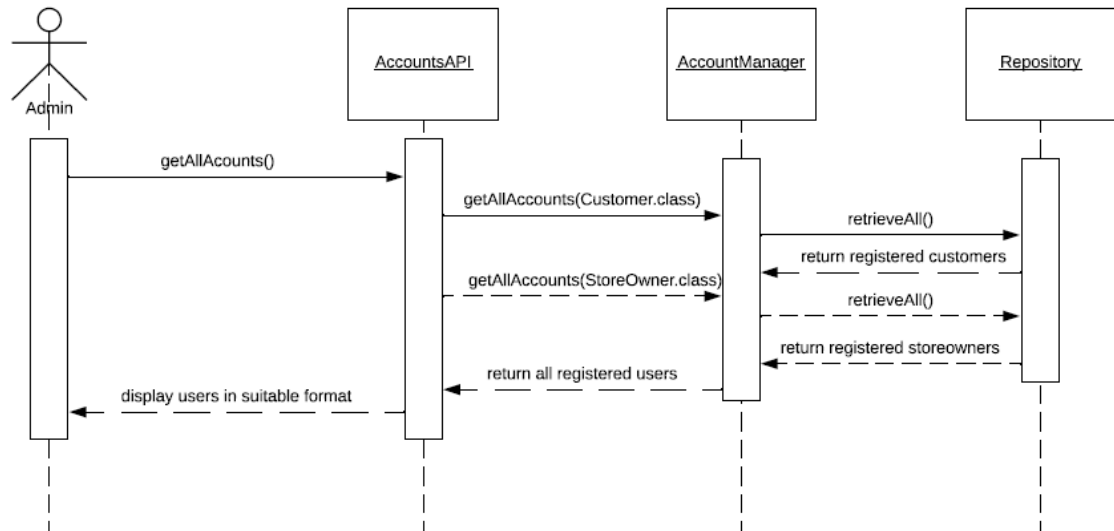 Admin
AccountsAPI
AccountManager
Repository
getAllAcounts()
getAllAccounts(Customer.class)
retrieveAll()
return registered customers
getAllAccounts(StoreOwner.class)
retrieveAll()
return registered storeowners
return all registered users
display users in suitable format